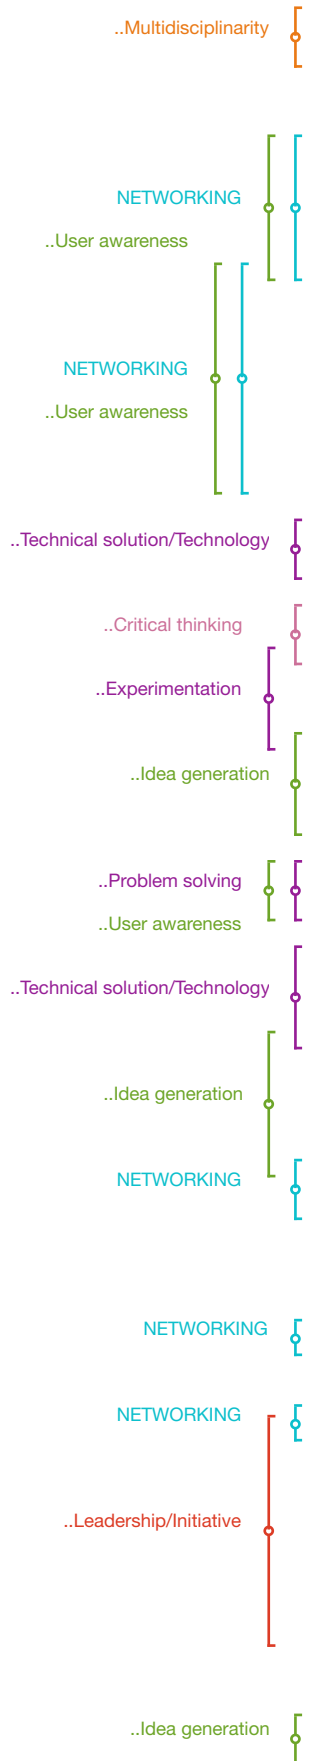 ..Multidisciplinarity
NETWORKING
..User awareness
NETWORKING
..User awareness
..Technical solution/Technology
..Critical thinking
..Experimentation
..Idea generation
..Problem solving
..User awareness
..Technical solution/Technology
..Idea generation
NETWORKING
NETWORKING
NETWORKING
..Leadership/Initiative
..Idea generation